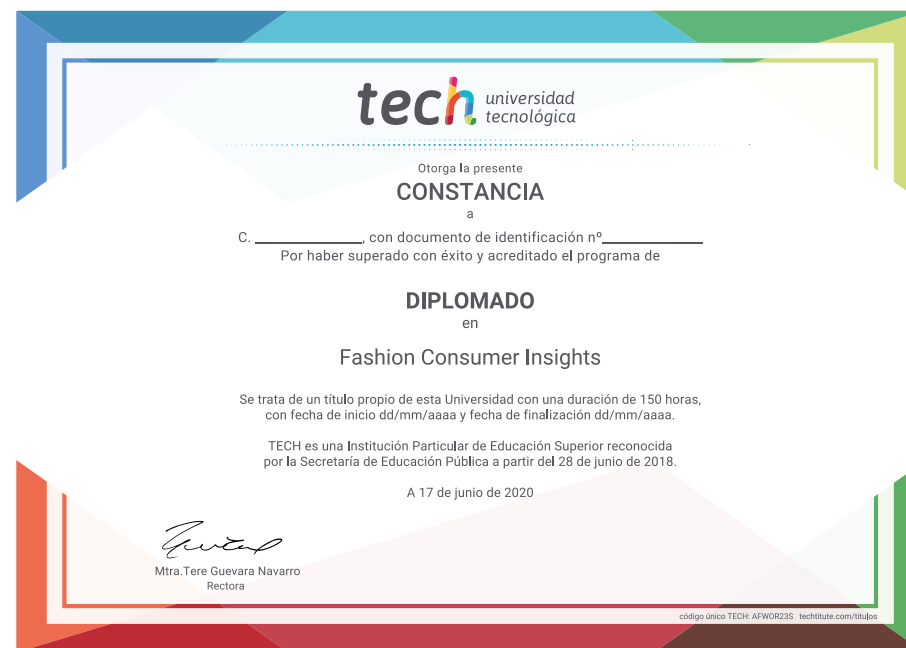 tech universidad
tecnológica
Otorga la presente
CONSTANCIA
a
C. ____________, con documento de identificación nº____________
Por haber superado con éxito y acreditado el programa de
DIPLOMADO
en
Fashion Consumer Insights
Se trata de un título propio de esta Universidad con una duración de 150 horas,
con fecha de inicio dd/mm/aaaa y fecha de finalización dd/mm/aaaa.
TECH es una Institución Particular de Educación Superior reconocida
por la Secretaría de Educación Pública a partir del 28 de junio de 2018.
A 17 de junio de 2020
Mtra.Tere Guevara Navarro
Rectora
código único TECH: AFWOR23S techtitute.com/títulos